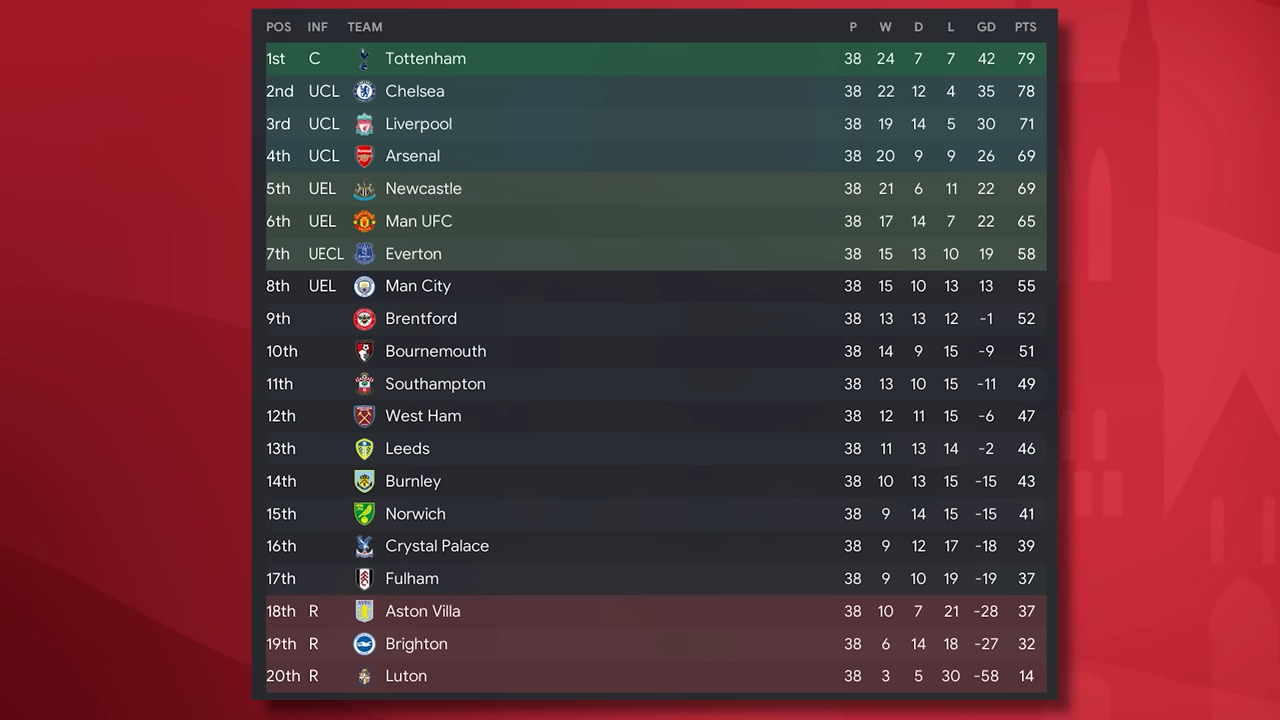 POS INF TEAM P W D L GD PTS
1st C Tottenham 38 24 7 7 42 79
2nd UCL Chelsea 38 22 12 4 35 78
3rd UCL Liverpool 38 19 14 5 30 71
4th UCL Arsenal 38 20 9 9 26 69
5th UEL Newcastle 38 21 6 11 22 69
6th UEL Man UFC 38 17 14 7 22 65
7th UECL Everton 38 15 13 10 19 58
8th UEL Man City 38 15 10 13 13 55
9th Brentford 38 13 13 12 -1 52
10th Bournemouth 38 14 9 15 -9 51
11th Southampton 38 13 10 15 -11 49
12th West Ham 38 12 11 15 -6 47
13th Leeds 38 11 13 14 -2 46
14th Burnley 38 10 13 15 -15 43
15th Norwich 38 9 14 15 -15 41
16th Crystal Palace 38 9 12 17 -18 39
17th Fulham 38 9 10 19 -19 37
18th R Aston Villa 38 10 7 21 -28 37
19th R Brighton 38 6 14 18 -27 32
20th R Luton 38 3 5 30 -58 14